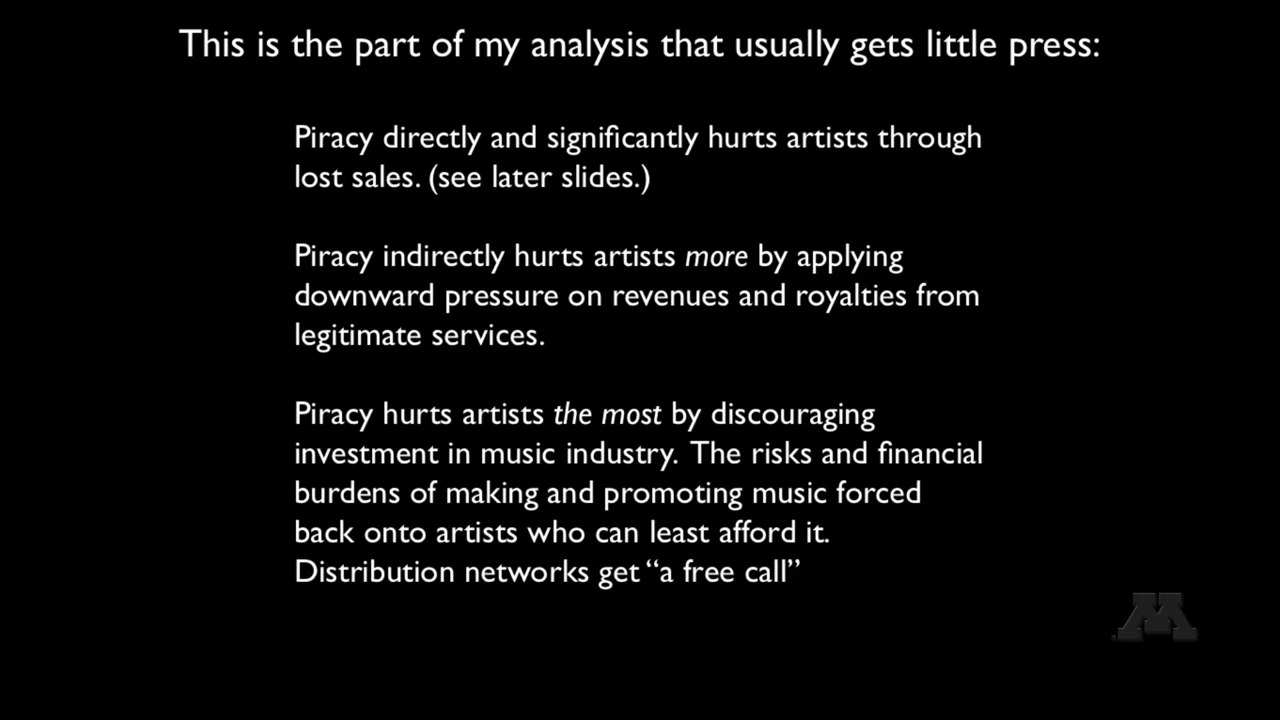 This is the part of my analysis that usually gets little press:
Piracy directly and significantly hurts artists through
lost sales. (see later slides.)
Piracy indirectly hurts artists more by applying
downward pressure on revenues and royalties from
legitimate services.
Piracy hurts artists the most by discouraging
investment in music industry. The risks and financial
burdens of making and promoting music forced
back onto artists who can least afford it.
Distribution networks get “a free call”
M